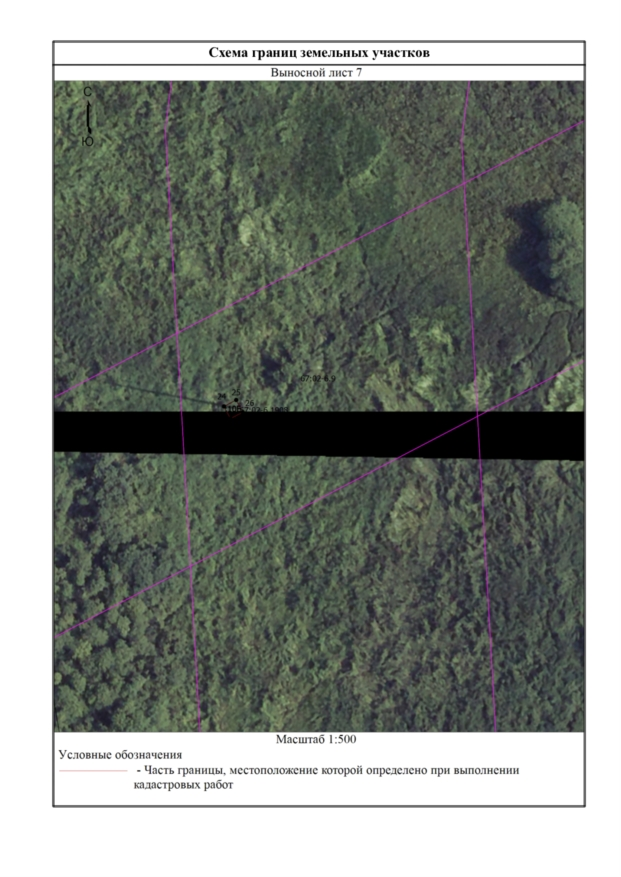 Схема границ земельных участков
Выносной лист 7
С
Ю
26
Масштаб 1:500
Условные обозначения
- Часть границы, местоположение которой определено при выполнении
кадастровых работ